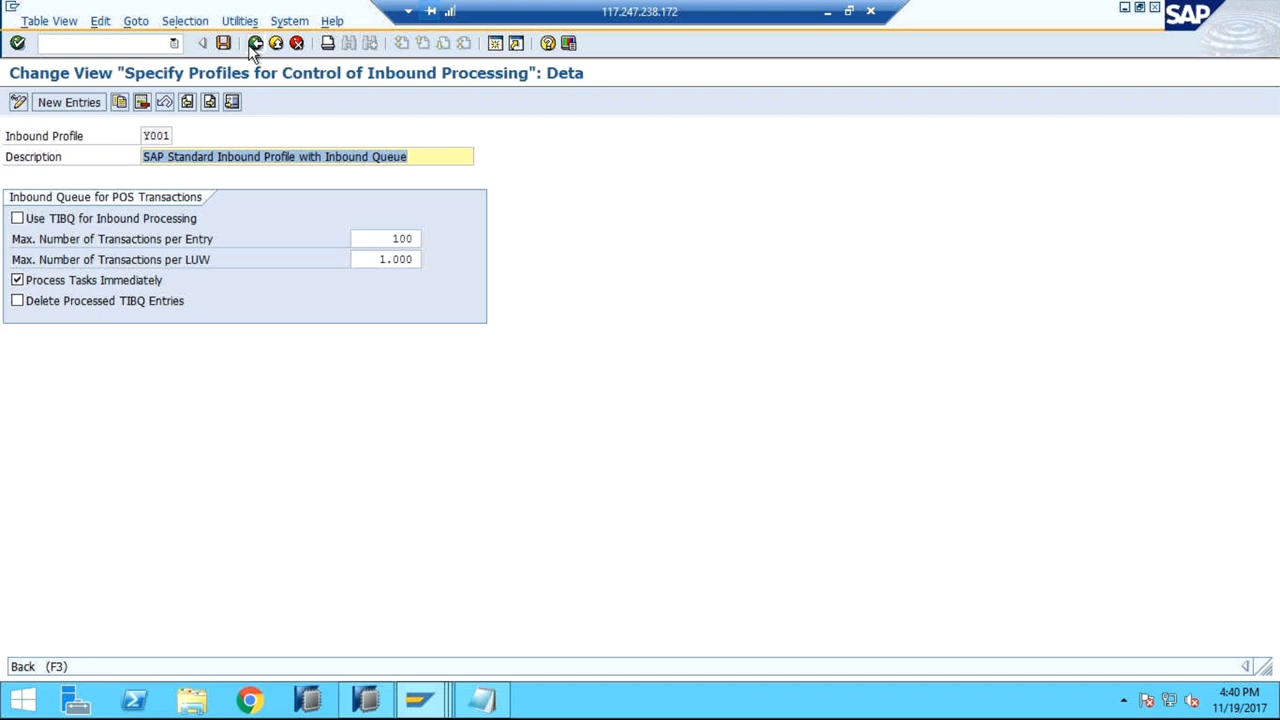 117.247.238.172
Table View Edit Goto Selection Utilities System Help
SAP
Change View "Specify Profiles for Control of Inbound Processing": Deta
New Entries
Inbound Profile Y001
Description SAP Standard Inbound Profile with Inbound Queue
Inbound Queue for POS Transactions
Use TIBQ for Inbound Processing
Max. Number of Transactions per Entry 100
Max. Number of Transactions per LUW 1.000
Process Tasks Immediately
Delete Processed TIBQ Entries
Back (F3)
4:40 PM
11/19/2017